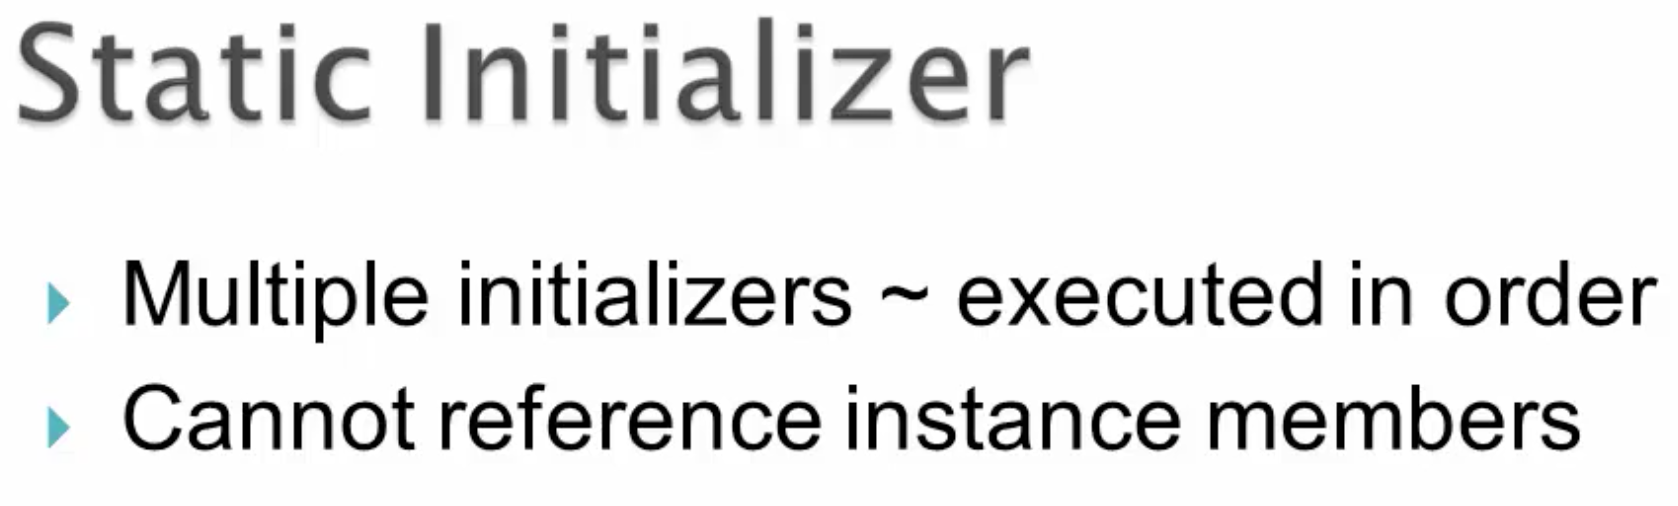 Static Initializer
Multiple initializers ~ executed in order
Cannot reference instance members